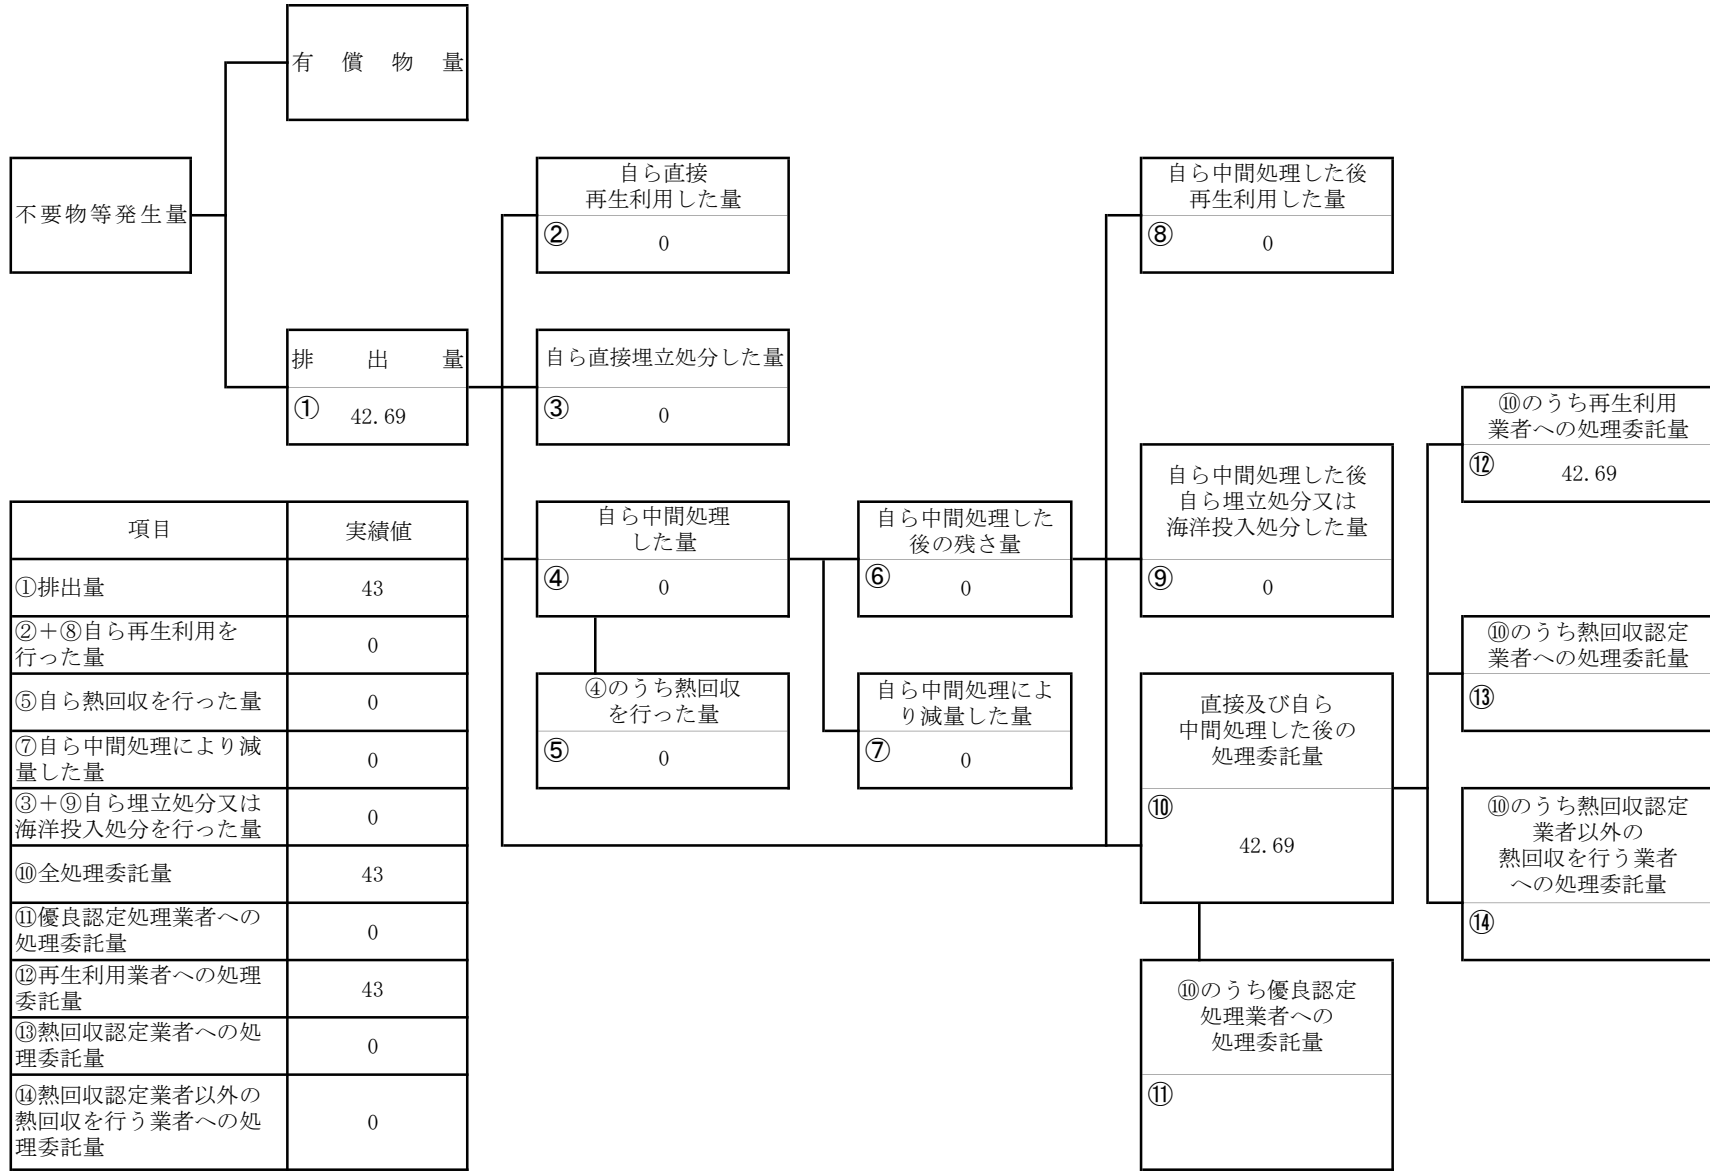 有償物量
不要物等発生量
自ら直接
再生利用した量
② 0
自ら中間処理した後
再生利用した量
⑧ 0
排出量
① 42.69
自ら直接埋立処分した量
③ 0
⑩のうち再生利用
業者への処理委託量
⑫ 42.69
自ら中間処理
した量
④ 0
自ら中間処理した
後の残さ量
⑥ 0
自ら中間処理した後
自ら埋立処分又は
海洋投入処分した量
⑨ 0
⑩のうち熱回収認定
業者への処理委託量
⑬
④のうち熱回収
を行った量
⑤ 0
自ら中間処理によ
り減量した量
⑦ 0
直接及び自ら
中間処理した後の
処理委託量
⑩
42.69
⑩のうち熱回収認定
業者以外の
熱回収を行う業者
への処理委託量
⑭
⑩のうち優良認定
処理業者への
処理委託量
⑪
項目 実績値
①排出量 43
②+⑧自ら再生利用を
行った量 0
⑤自ら熱回収を行った量 0
⑦自ら中間処理により減
量した量 0
③+⑨自ら埋立処分又は
海洋投入処分を行った量 0
⑩全処理委託量 43
⑪優良認定処理業者への
処理委託量 0
⑫再生利用業者への処理
委託量 43
⑬熱回収認定業者への処
理委託量 0
⑭熱回収認定業者以外の
熱回収を行う業者への処
理委託量 0